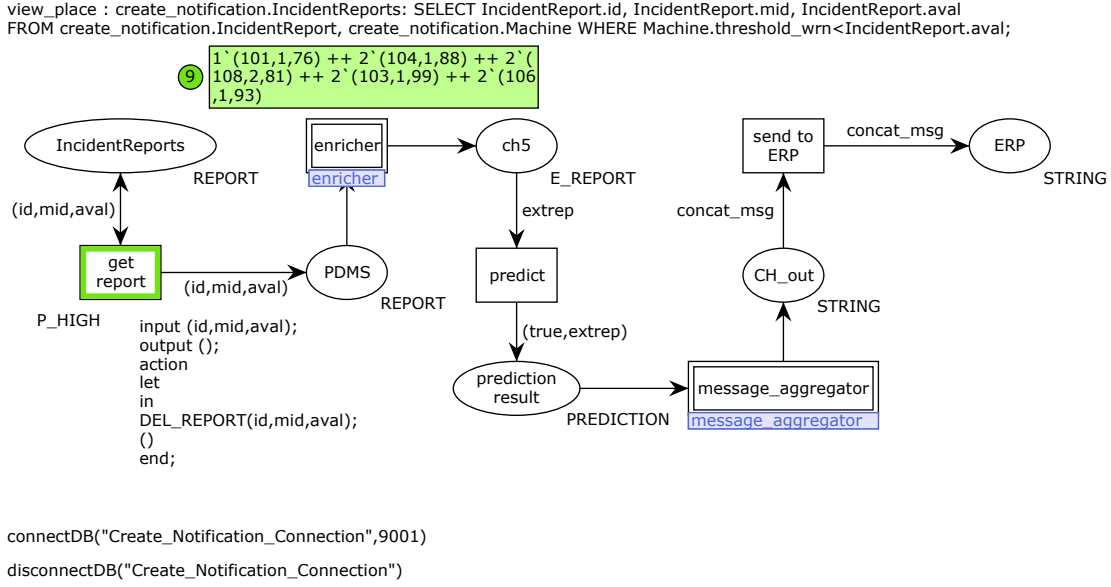 view_place : create_notification.IncidentReports: SELECT IncidentReport.id, IncidentReport.mid, IncidentReport.aval
FROM create_notification.IncidentReport, create_notification.Machine WHERE Machine.threshold_wrn<IncidentReport.aval;
9
1`(101,1,76) ++ 2`(104,1,88) ++ 2`(
108,2,81) ++ 2`(103,1,99) ++ 2`(106
,1,93)
IncidentReports
REPORT
enricher
enricher
ch5
E_REPORT
send to
ERP
concat_msg
ERP
STRING
(id,mid,aval)
extrep
concat_msg
get
report
P_HIGH
(id,mid,aval)
PDMS
REPORT
predict
CH_out
STRING
input (id,mid,aval);
output ();
action
let
in
DEL_REPORT(id,mid,aval);
()
end;
(true,extrep)
prediction
result
PREDICTION
message_aggregator
message_aggregator
connectDB("Create_Notification_Connection",9001)
disconnectDB("Create_Notification_Connection")